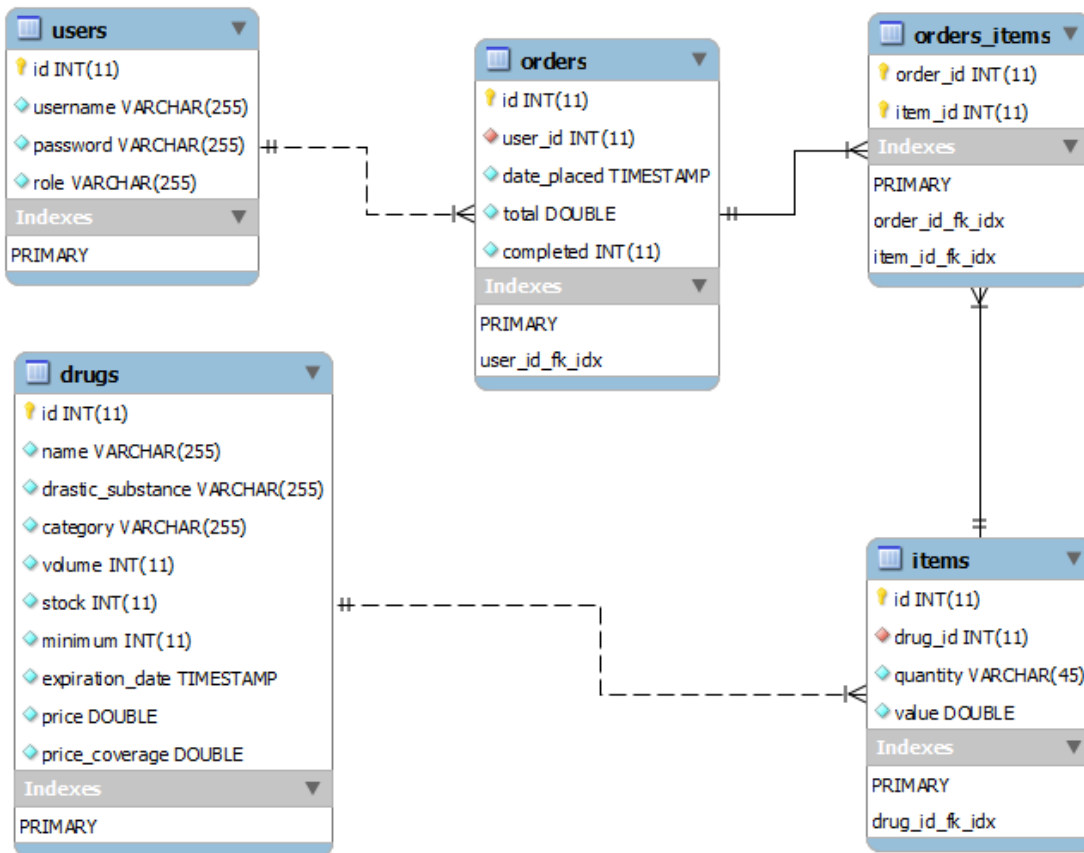 users
id INT(11)
username VARCHAR(255)
password VARCHAR(255)
role VARCHAR(255)
Indexes
PRIMARY
orders
id INT(11)
user_id INT(11)
date_placed TIMESTAMP
total DOUBLE
completed INT(11)
Indexes
PRIMARY
user_id_fk_idx
orders_items
order_id INT(11)
item_id INT(11)
Indexes
PRIMARY
order_id_fk_idx
item_id_fk_idx
drugs
id INT(11)
name VARCHAR(255)
drastic_substance VARCHAR(255)
category VARCHAR(255)
volume INT(11)
stock INT(11)
minimum INT(11)
expiration_date TIMESTAMP
price DOUBLE
price_coverage DOUBLE
Indexes
PRIMARY
items
id INT(11)
drug_id INT(11)
quantity VARCHAR(45)
value DOUBLE
Indexes
PRIMARY
drug_id_fk_idx